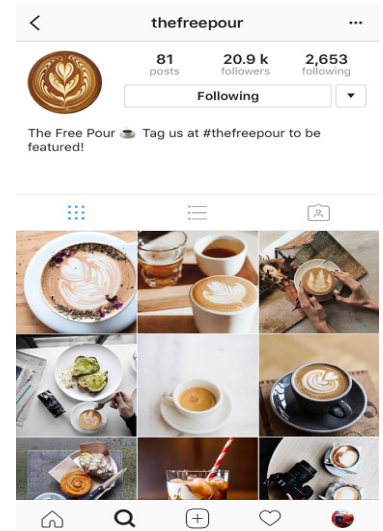 thefreepour
81 20.9 k 2,653
posts followers following
Following
The Free Pour ☕ Tag us at #thefreepour to be
featured!